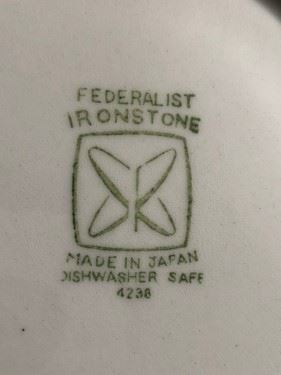 FEDERALIST
IRONSTONE
MADE IN JAPAN
DISHWASHER SAFE
4238